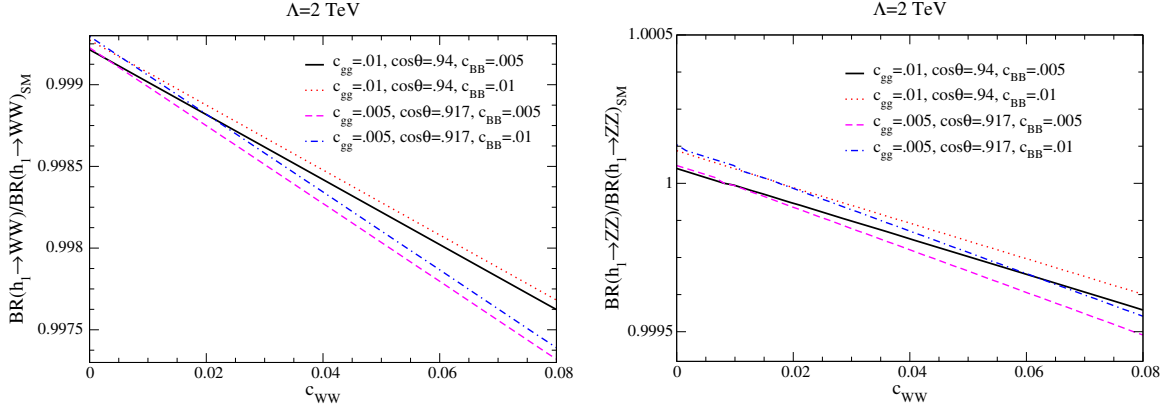 Λ=2 TeV
BR(h₁→WW)/BR(h₁→WW)SM
0.999
0.9985
0.998
0.9975
c_gg=.01, cosθ=.94, c_BB=.005
c_gg=.01, cosθ=.94, c_BB=.01
c_gg=.005, cosθ=.917, c_BB=.005
c_gg=.005, cosθ=.917, c_BB=.01
0 0.02 0.04 0.06 0.08
c_WW
Λ=2 TeV
BR(h₁→ZZ)/BR(h₁→ZZ)SM
1.0005
1
0.9995
c_gg=.01, cosθ=.94, c_BB=.005
c_gg=.01, cosθ=.94, c_BB=.01
c_gg=.005, cosθ=.917, c_BB=.005
c_gg=.005, cosθ=.917, c_BB=.01
0 0.02 0.04 0.06 0.08
c_WW